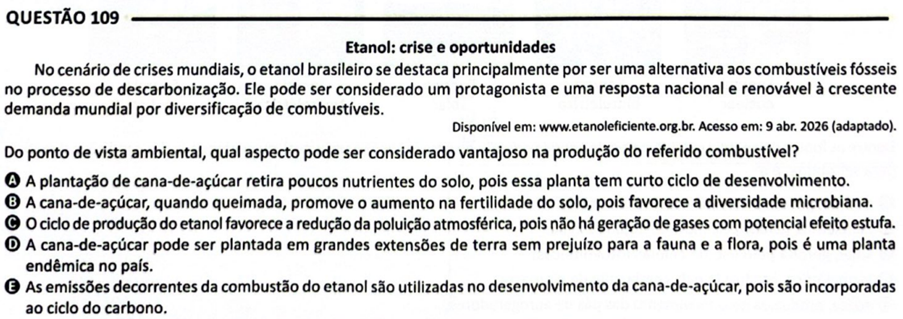 QUESTÃO 109
Etanol: crise e oportunidades
No cenário de crises mundiais, o etanol brasileiro se destaca principalmente por ser uma alternativa aos combustíveis fósseis
no processo de descarbonização. Ele pode ser considerado um protagonista e uma resposta nacional e renovável à crescente
demanda mundial por diversificação de combustíveis.
Disponível em: www.etanoleficiente.org.br. Acesso em: 9 abr. 2026 (adaptado).
Do ponto de vista ambiental, qual aspecto pode ser considerado vantajoso na produção do referido combustível?
A A plantação de cana-de-açúcar retira poucos nutrientes do solo, pois essa planta tem curto ciclo de desenvolvimento.
B A cana-de-açúcar, quando queimada, promove o aumento na fertilidade do solo, pois favorece a diversidade microbiana.
C O ciclo de produção do etanol favorece a redução da poluição atmosférica, pois não há geração de gases com potencial efeito estufa.
D A cana-de-açúcar pode ser plantada em grandes extensões de terra sem prejuízo para a fauna e a flora, pois é uma planta
endêmica no país.
E As emissões decorrentes da combustão do etanol são utilizadas no desenvolvimento da cana-de-açúcar, pois são incorporadas
ao ciclo do carbono.